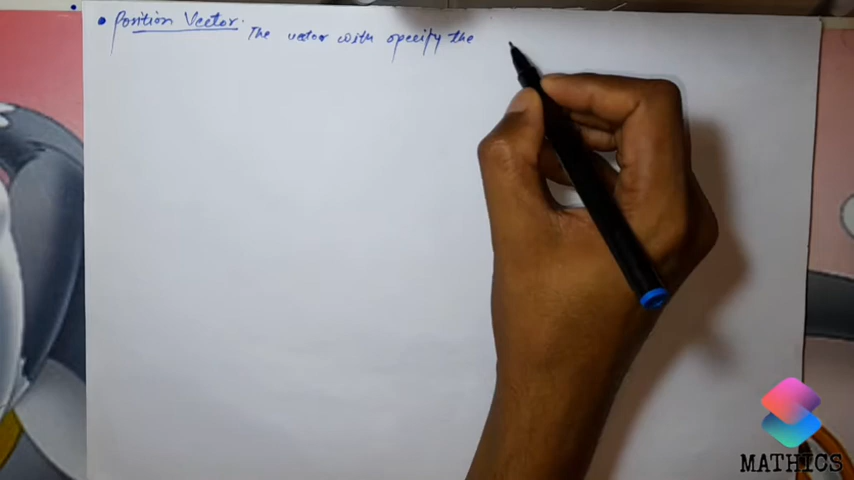 • Position Vector. The vector with specify the
MATHICS